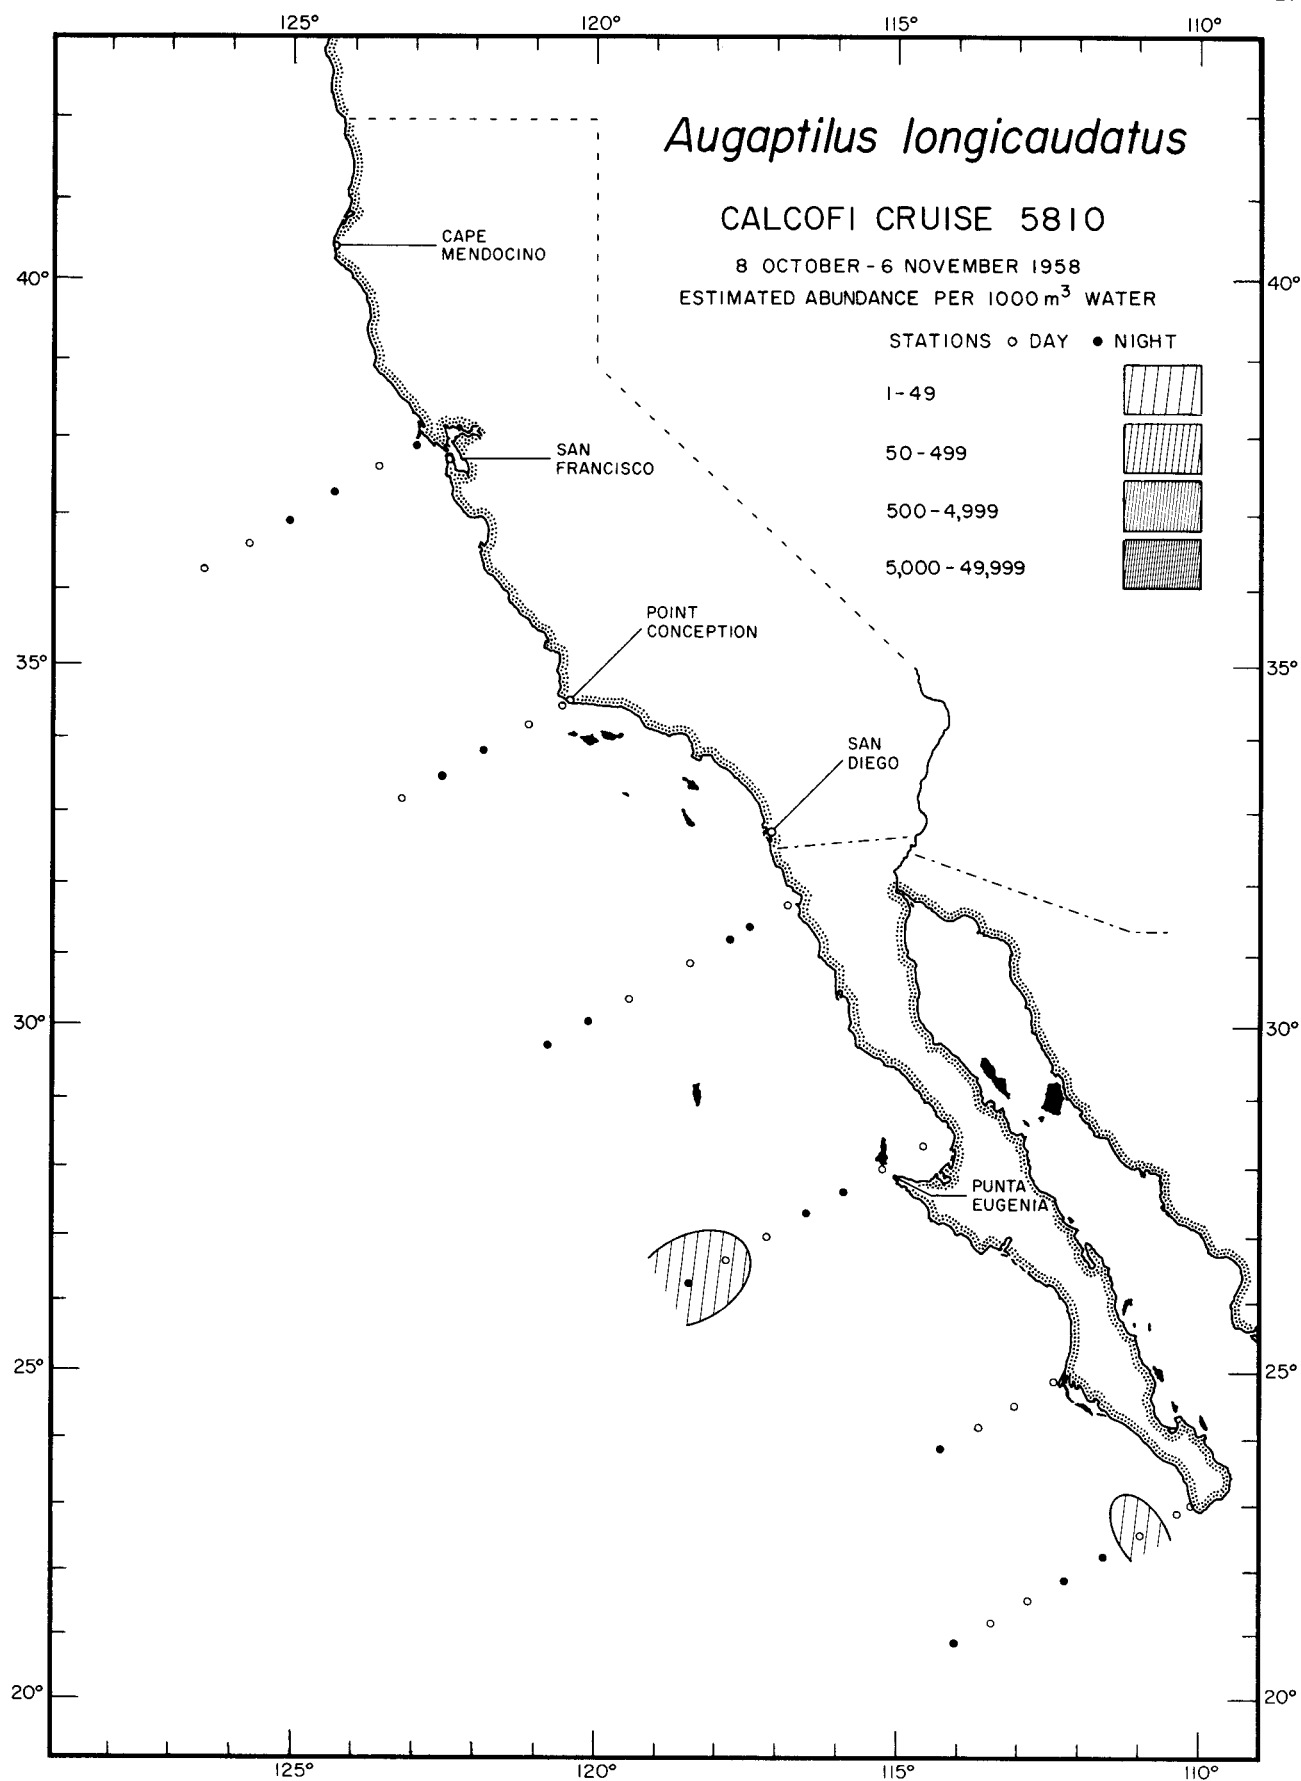 125° 120° 115° 110°
Augaptilus longicaudatus
CALCOFI CRUISE 5810
8 OCTOBER - 6 NOVEMBER 1958
ESTIMATED ABUNDANCE PER 1000 m³ WATER
STATIONS ○ DAY ● NIGHT
1-49
50-499
500-4,999
5,000-49,999
CAPE
MENDOCINO
40° 40°
SAN
FRANCISCO
POINT
CONCEPTION
35° 35°
SAN
DIEGO
30° 30°
PUNTA
EUGENIA
25° 25°
20° 20°
125° 120° 115° 110°